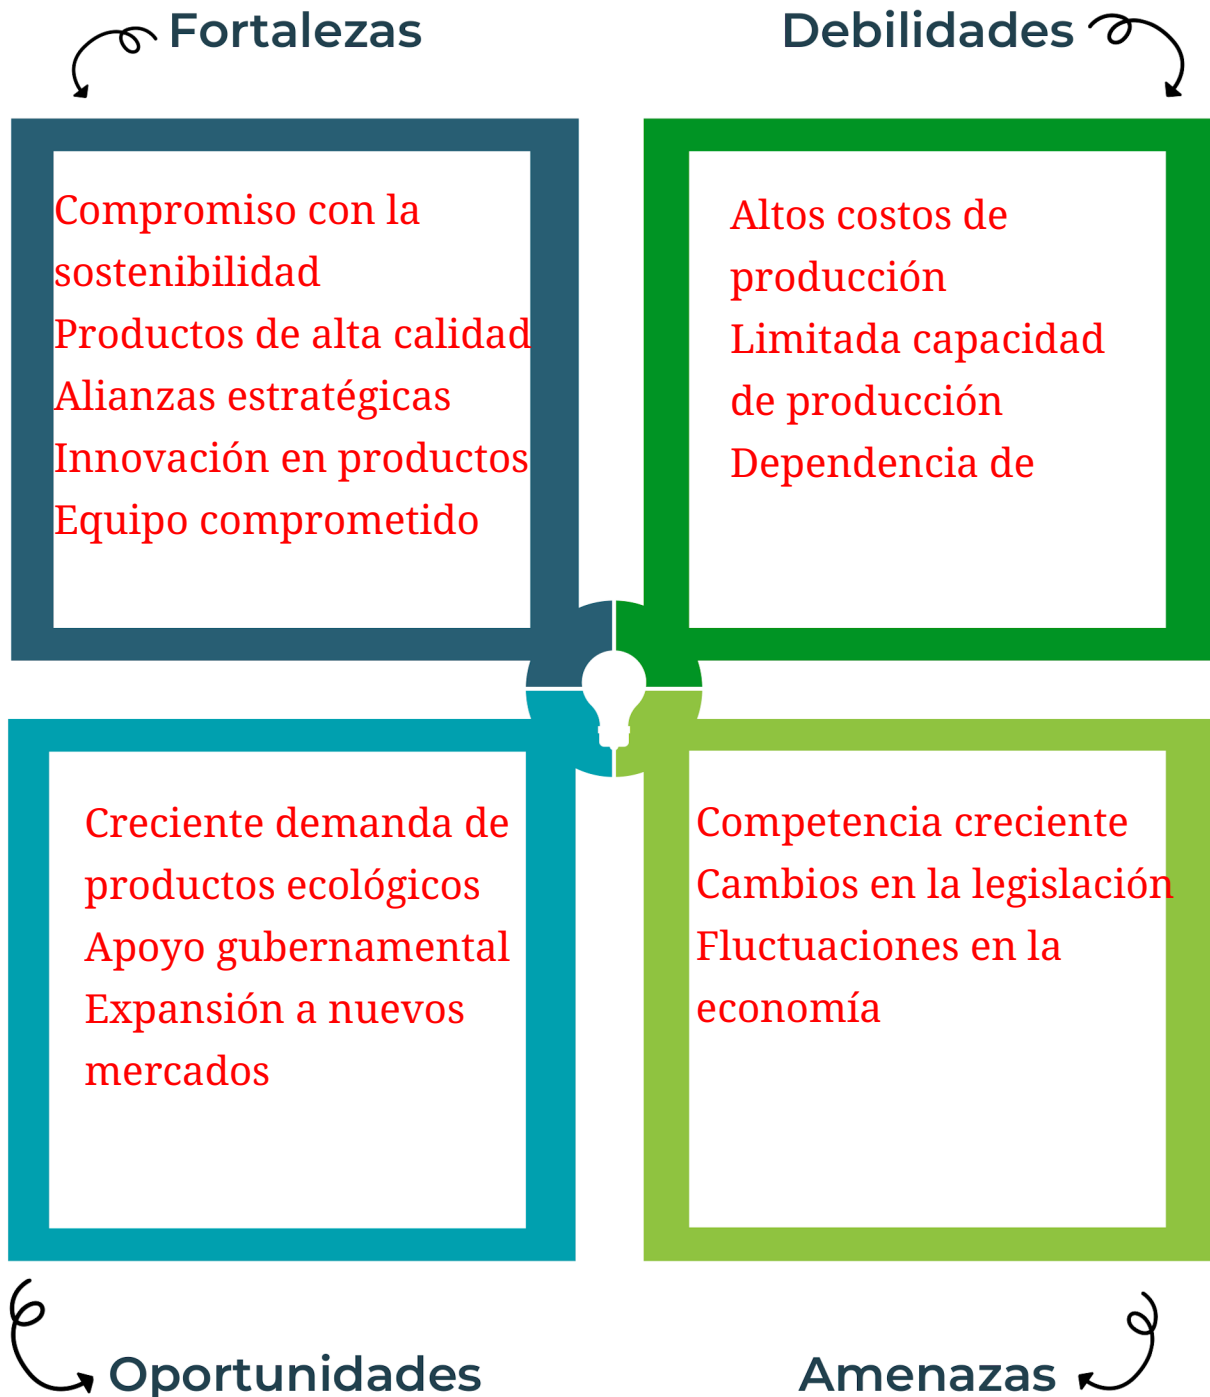 Fortalezas
Compromiso con la
sostenibilidad
Productos de alta calidad
Alianzas estratégicas
Innovación en productos
Equipo comprometido
Debilidades
Altos costos de
producción
Limitada capacidad
de producción
Dependencia de
Creciente demanda de
productos ecológicos
Apoyo gubernamental
Expansión a nuevos
mercados
Oportunidades
Competencia creciente
Cambios en la legislación
Fluctuaciones en la
economía
Amenazas